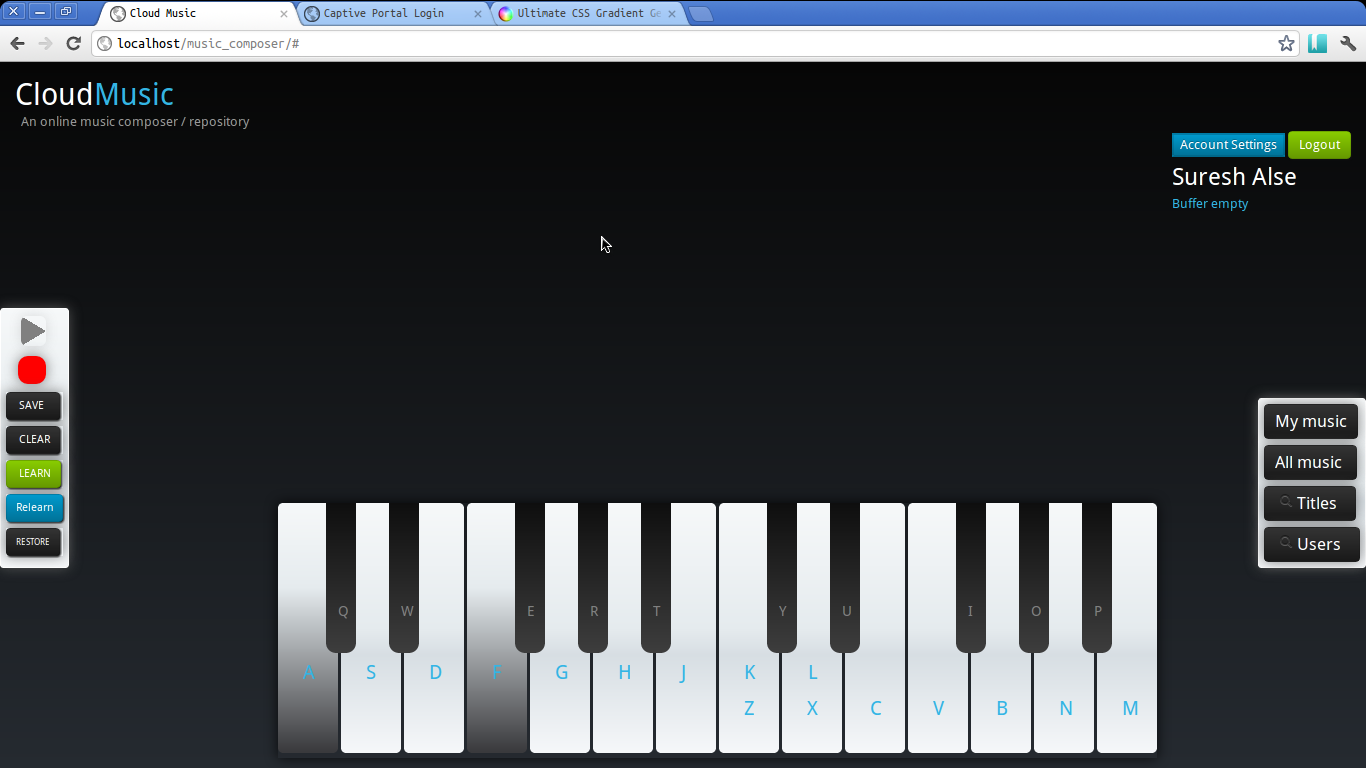 Cloud Music
Captive Portal Login
Ultimate CSS Gradient Ge
localhost/music_composer/#
CloudMusic
An online music composer / repository
Account Settings
Logout
Suresh Alse
Buffer empty
SAVE
CLEAR
LEARN
Relearn
RESTORE
My music
All music
Titles
Users
Q W E R T Y U I O P
A S D F G H J K L
Z X C V B N M